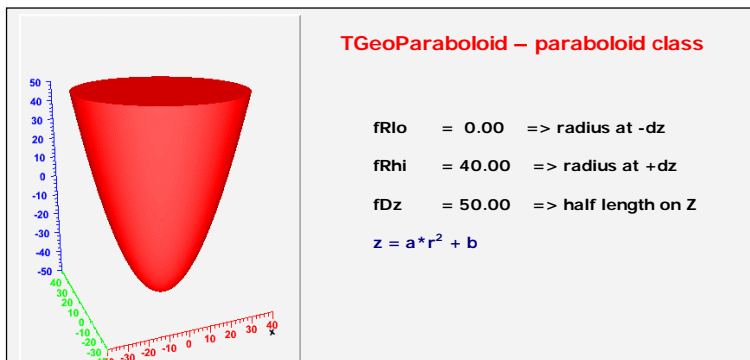 TGeoParaboloid – paraboloid class
fRlo = 0.00 => radius at -dz
fRhi = 40.00 => radius at +dz
fDz = 50.00 => half length on Z
z = a*r² + b
50
40
30
20
10
0
-10
-20
-30
-40
-50
40
30
20
10
0
-10
-20
-30
-30 -20 -10 0 10 20 30 40
x